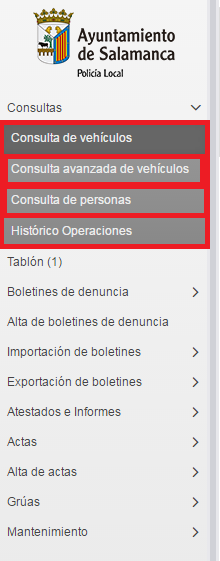 Ayuntamiento
de Salamanca
Policía Local
Consultas
Consulta de vehículos
Consulta avanzada de vehículos
Consulta de personas
Histórico Operaciones
Tablón (1)
Boletines de denuncia
Alta de boletines de denuncia
Importación de boletines
Exportación de boletines
Atestados e Informes
Actas
Alta de actas
Grúas
Mantenimiento